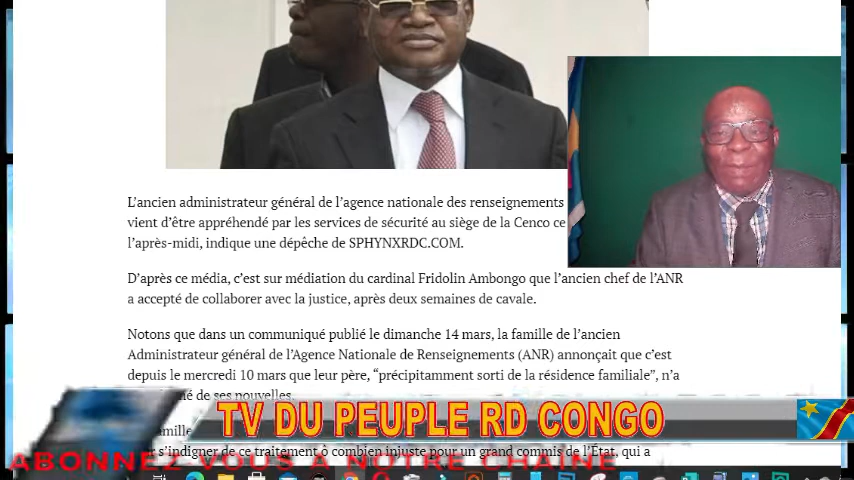 L'ancien administrateur général de l'agence nationale des renseignements
vient d'être appréhendé par les services de sécurité au siège de la Cenco ce
l'après-midi, indique une dépêche de SPHYNXRDC.COM.
D'après ce média, c'est sur médiation du cardinal Fridolin Ambongo que l'ancien chef de l'ANR
a accepté de collaborer avec la justice, après deux semaines de cavale.
Notons que dans un communiqué publié le dimanche 14 mars, la famille de l'ancien
Administrateur général de l'Agence Nationale de Renseignements (ANR) annonçait que c'est
depuis le mercredi 10 mars que leur père, “précipitamment sorti de la résidence familiale”, n'a
de ses nouvelles.
TV DU PEUPLE RD CONGO
s'indigner de ce traitement ô combien injuste pour un grand commis de l'État, qui a
ABONNEZ-VOUS A NOTRE CHAINE